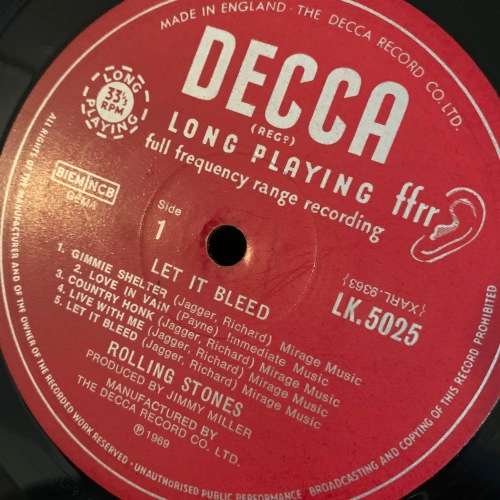 MADE IN ENGLAND · THE DECCA RECORD CO. LTD.
DECCA
(REGD)
LONG PLAYING
full frequency range recording
ffrr
LONG PLAYING
33⅓
RPM
BIEM/NCB
GEMA
Side
1
LK.5025
(XARL.9363)
LET IT BLEED
1. GIMMIE SHELTER (Jagger, Richard) Mirage Music
2. LOVE IN VAIN (Payne) Immediate Music
3. COUNTRY HONK (Jagger, Richard) Mirage Music
4. LIVE WITH ME (Jagger, Richard) Mirage Music
5. LET IT BLEED (Jagger, Richard) Mirage Music
ROLLING STONES
PRODUCED BY JIMMY MILLER
MANUFACTURED BY
THE DECCA RECORD CO. LTD.
℗ 1969
ALL RIGHTS OF THE MANUFACTURER AND OF THE OWNER OF THE RECORDED WORK RESERVED · UNAUTHORISED PUBLIC PERFORMANCE BROADCASTING AND COPYING OF THIS RECORD PROHIBITED